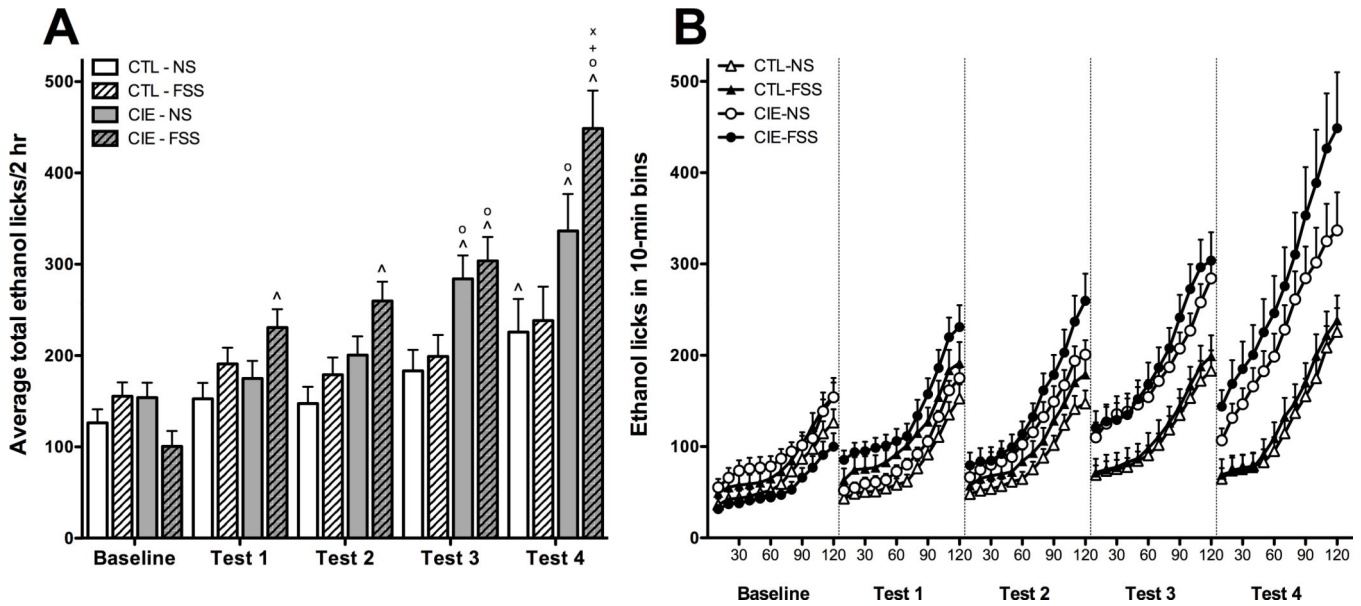 A
CTL - NS
CTL - FSS
CIE - NS
CIE - FSS
Average total ethanol licks/2 hr
500
400
300
200
100
0
^
^
o
^
o
^
^
o
^
x
+
o
^
Baseline Test 1 Test 2 Test 3 Test 4
B
CTL-NS
CTL-FSS
CIE-NS
CIE-FSS
Ethanol licks in 10-min bins
500
400
300
200
100
0
30 60 90 120 30 60 90 120 30 60 90 120 30 60 90 120 30 60 90 120
Baseline Test 1 Test 2 Test 3 Test 4